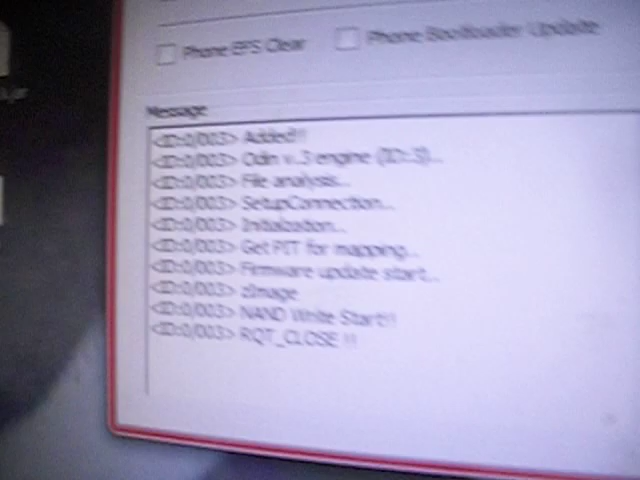 Phone EFS Clear Phone Bootloader Update
Message
<ID:0/003> Added!!
<ID:0/003> Odin v.3 engine (ID:3)..
<ID:0/003> File analysis..
<ID:0/003> SetupConnection..
<ID:0/003> Initialzation..
<ID:0/003> Get PIT for mapping..
<ID:0/003> Firmware update start..
<ID:0/003> zImage
<ID:0/003> NAND Write Start!!
<ID:0/003> RQT_CLOSE !!